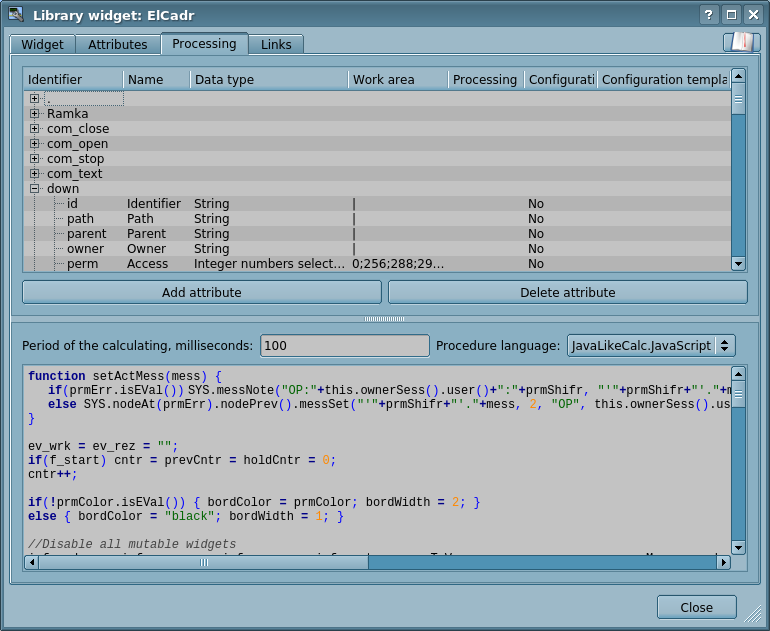 Library widget: ElCadr
Widget Attributes Processing Links
Identifier Name Data type Work area Processing Configurati Configuration templa
.
Ramka
com_close
com_open
com_stop
com_text
down
id Identifier String | No
path Path String | No
parent Parent String | No
owner Owner String | No
perm Access Integer numbers select... 0;256;288;29... No
Add attribute Delete attribute
Period of the calculating, milliseconds: 100 Procedure language: JavaLikeCalc.JavaScript
function setActMess(mess) {
if(prmErr.isEVal()) SYS.messNote("OP:"+this.ownerSess().user()+":"+prmShifr, "'"+prmShifr+"'."+m
else SYS.nodeAt(prmErr).nodePrev().messSet("'"+prmShifr+"'."+mess, 2, "OP", this.ownerSess().us
}
ev_wrk = ev_rez = "";
if(f_start) cntr = prevCntr = holdCntr = 0;
cntr++;
if(!prmColor.isEVal()) { bordColor = prmColor; bordWidth = 2; }
else { bordColor = "black"; bordWidth = 1; }
//Disable all mutable widgets
Close